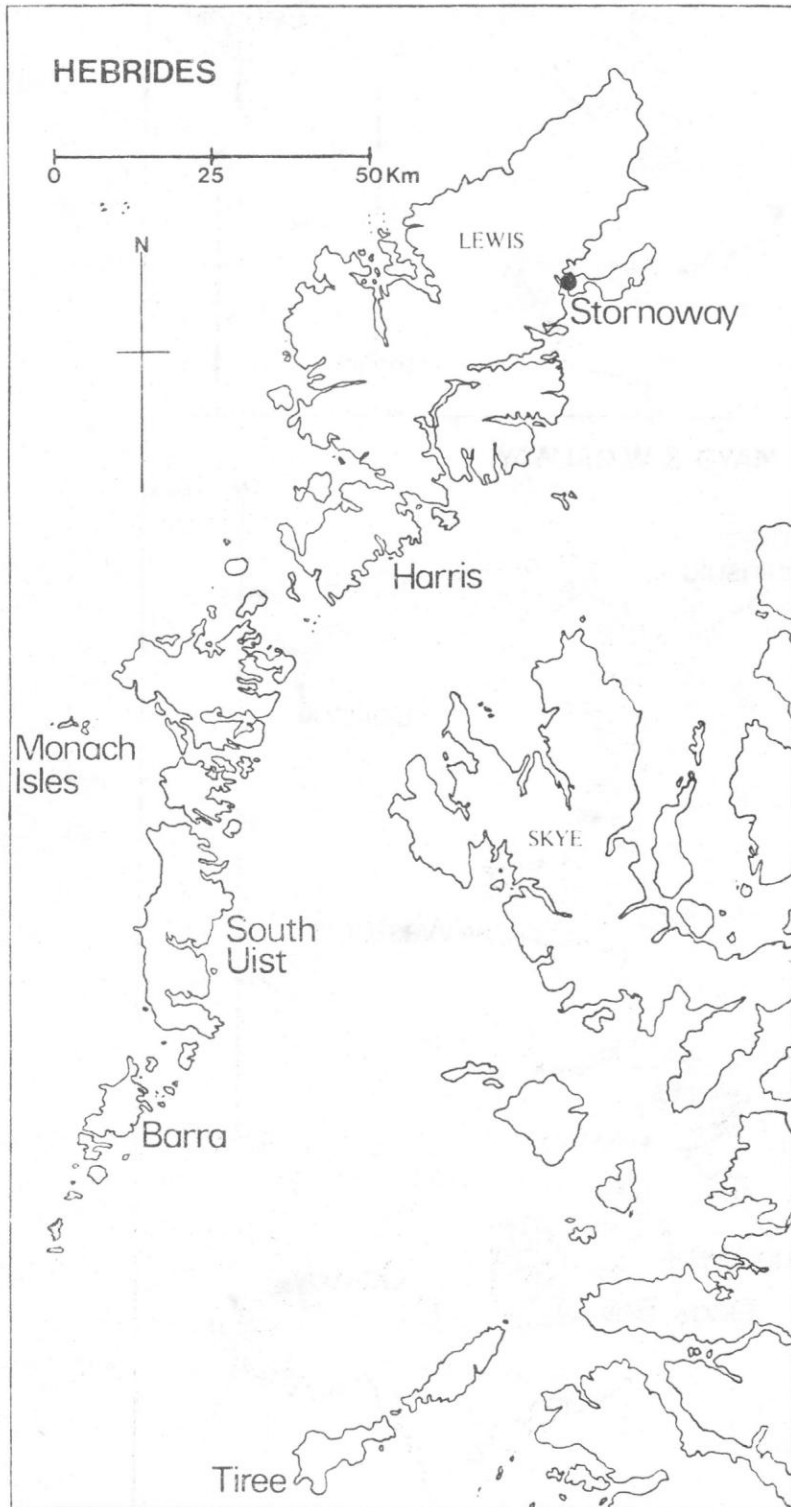 HEBRIDES
0 25 50 Km
N
LEWIS
Stornoway
Harris
Monach
Isles
SKYE
South
Uist
Barra
Tiree